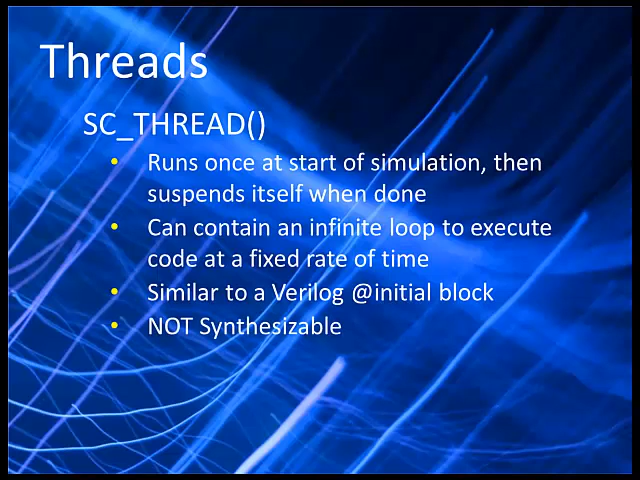 Threads
SC_THREAD()
• Runs once at start of simulation, then
suspends itself when done
• Can contain an infinite loop to execute
code at a fixed rate of time
• Similar to a Verilog @initial block
• NOT Synthesizable